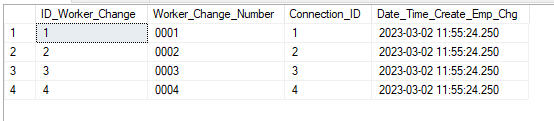 ID_Worker_Change Worker_Change_Number Connection_ID Date_Time_Create_Emp_Chg
1 1 0001 1 2023-03-02 11:55:24.250
2 2 0002 2 2023-03-02 11:55:24.250
3 3 0003 3 2023-03-02 11:55:24.250
4 4 0004 4 2023-03-02 11:55:24.250